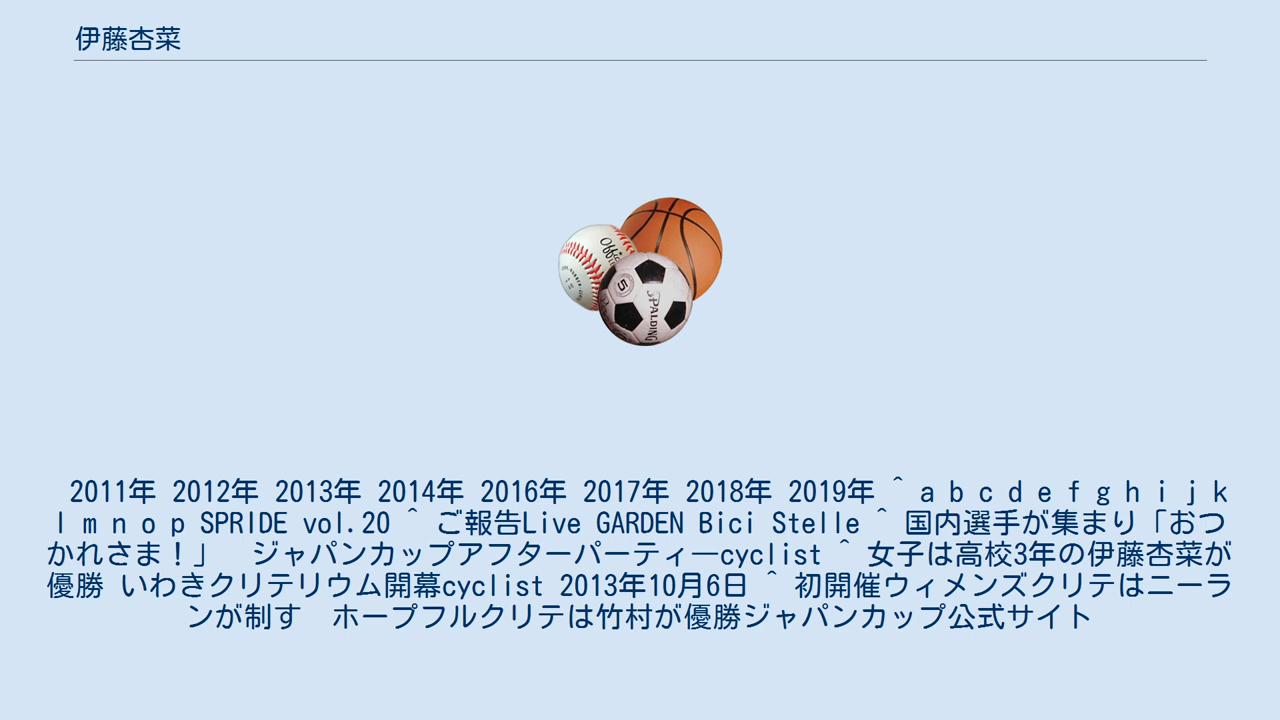 伊藤杏菜
Offici
5
SPALDING
2011年 2012年 2013年 2014年 2016年 2017年 2018年 2019年 ^ a b c d e f g h i j k
l m n o p SPRIDE vol.20 ^ ご報告Live GARDEN Bici Stelle ^ 国内選手が集まり「おつ
かれさま！」　ジャパンカップアフターパーティ―cyclist ^ 女子は高校3年の伊藤杏菜が
優勝 いわきクリテリウム開幕cyclist 2013年10月6日 ^ 初開催ウィメンズクリテはニーラ
ンが制す　ホープフルクリテは竹村が優勝ジャパンカップ公式サイト